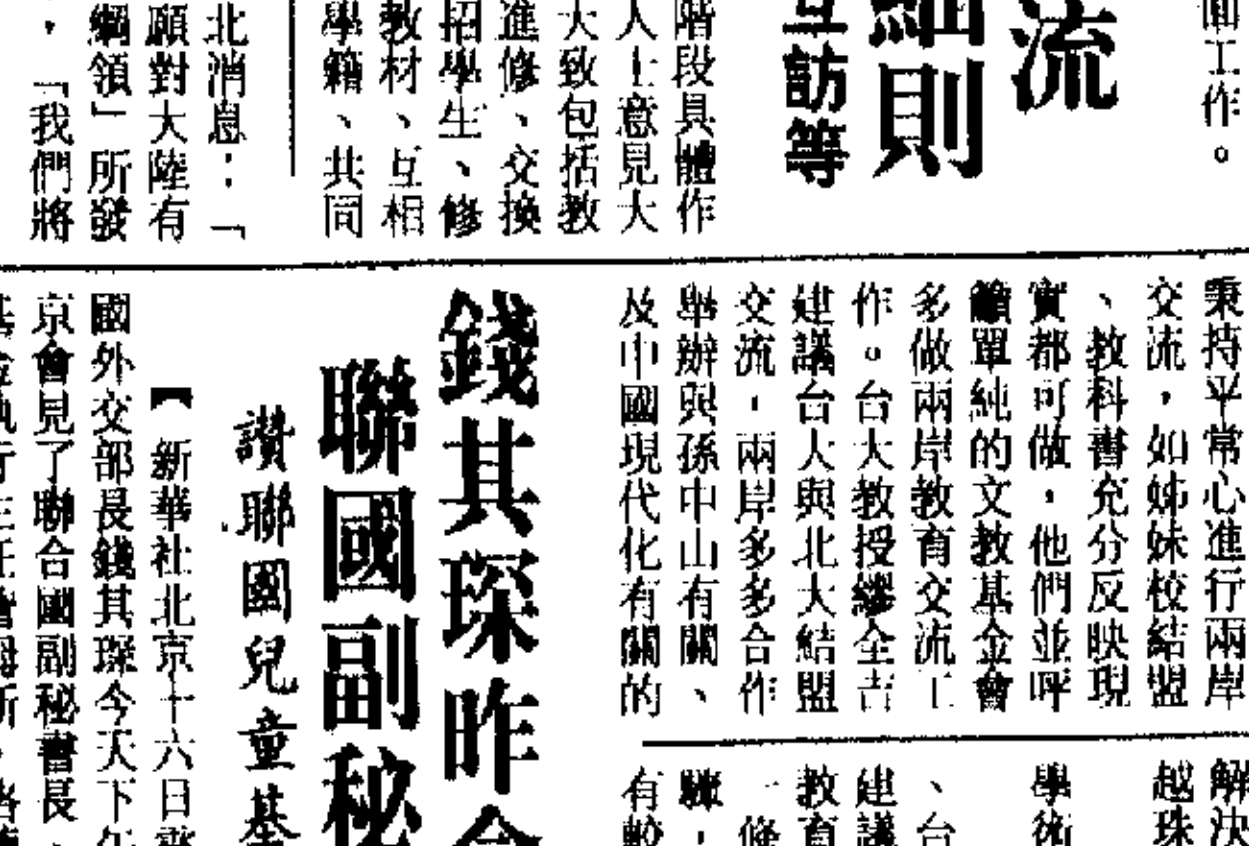 面工作。
流
細則
互訪等
階段具體作
人士意見大
大致包括教
進修、交換
招學生、修
教材、互相
學籍、共同
北消息：「
願對大陸有
綱領」所發
，「我們將
秉持平常心進行兩岸
交流，如姊妹校結盟
、教科書充分反映現
實都可做，他們並呼
籲單純的文教基金會
多做兩岸教育交流工
作。台大教授繆全吉
建議台大與北大結盟
交流，兩岸多多合作
舉辦與孫中山有關、
及中國現代化有關的
解決
越珠
學術
、台
建議
教育
一條
驟，
有較
錢其琛昨會
聯國副秘
讚聯國兒童基
【新華社北京十六日電
國外交部長錢其琛今天下午
京會見了聯合國副秘書長、